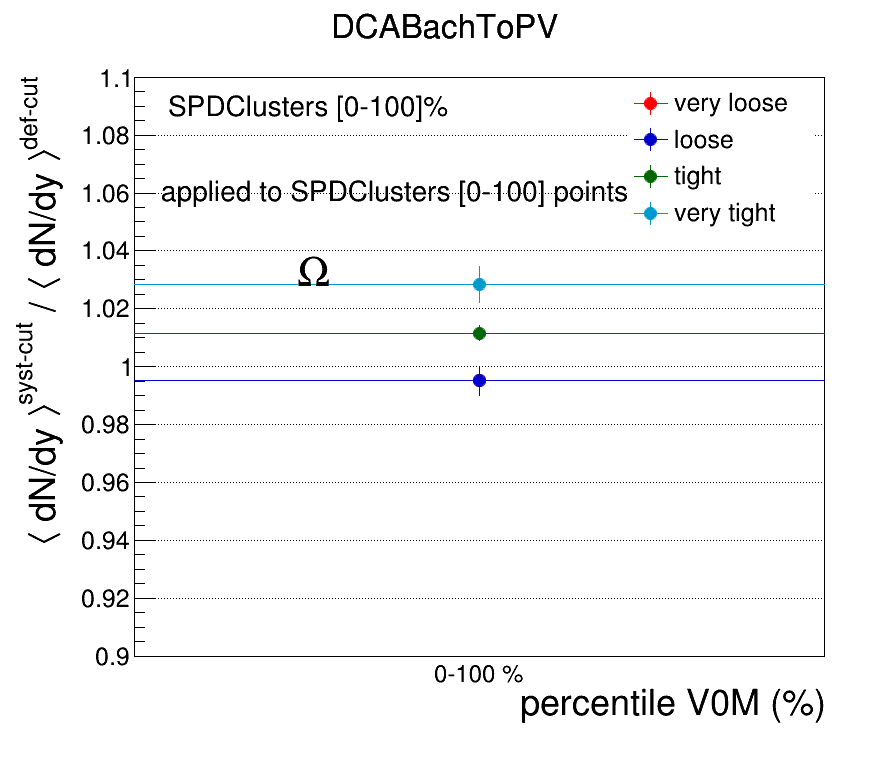 DCABachToPV
⟨ dN/dy ⟩^syst-cut / ⟨ dN/dy ⟩^def-cut
1.1
1.08
1.06
1.04
1.02
1
0.98
0.96
0.94
0.92
0.9
SPDClusters [0-100]%
applied to SPDClusters [0-100] points
Ω
very loose
loose
tight
very tight
0-100 %
percentile V0M (%)